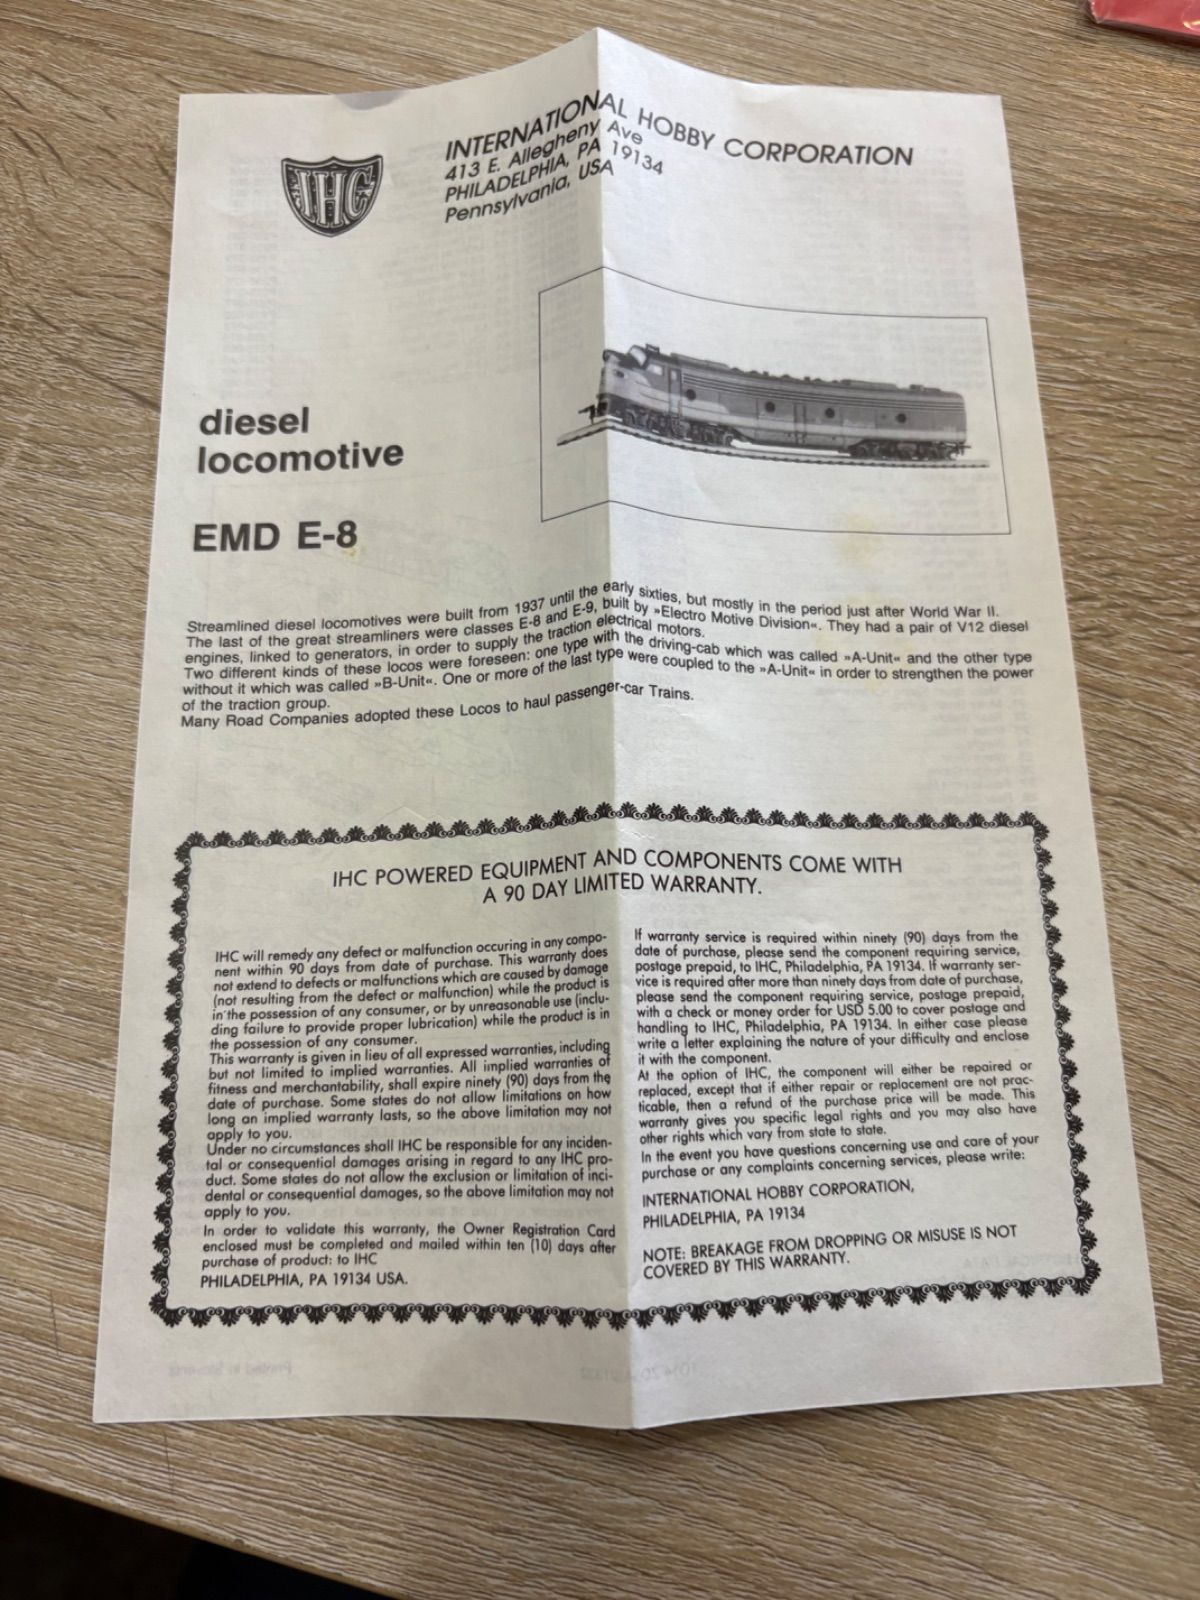 IHC
INTERNATIONAL HOBBY CORPORATION
413 E. Allegheny Ave
PHILADELPHIA, PA 19134
Pennsylvania, USA
diesel
locomotive
EMD E-8
Streamlined diesel locomotives were built from 1937 until the early sixties, but mostly in the period just after World War II.
The last of the great streamliners were classes E-8 and E-9, built by »Electro Motive Division«. They had a pair of V12 diesel
engines, linked to generators, in order to supply the traction electrical motors.
Two different kinds of these locos were foreseen: one type with the driving-cab which was called »A-Unit« and the other type
without it which was called »B-Unit«. One or more of the last type were coupled to the »A-Unit« in order to strengthen the power
of the traction group.
Many Road Companies adopted these Locos to haul passenger-car Trains.
IHC POWERED EQUIPMENT AND COMPONENTS COME WITH
A 90 DAY LIMITED WARRANTY.
IHC will remedy any defect or malfunction occuring in any compo-
nent within 90 days from date of purchase. This warranty does
not extend to defects or malfunctions which are caused by damage
(not resulting from the defect or malfunction) while the product is
in the possession of any consumer, or by unreasonable use (inclu-
ding failure to provide proper lubrication) while the product is in
the possession of any consumer.
This warranty is given in lieu of all expressed warranties, including
but not limited to implied warranties. All implied warranties of
fitness and merchantability, shall expire ninety (90) days from the
date of purchase. Some states do not allow limitations on how
long an implied warranty lasts, so the above limitation may not
apply to you.
Under no circumstances shall IHC be responsible for any inciden-
tal or consequential damages arising in regard to any IHC pro-
duct. Some states do not allow the exclusion or limitation of inci-
dental or consequential damages, so the above limitation may not
apply to you.
In order to validate this warranty, the Owner Registration Card
enclosed must be completed and mailed within ten (10) days after
purchase of product: to IHC
PHILADELPHIA, PA 19134 USA.
If warranty service is required within ninety (90) days from the
date of purchase, please send the component requiring service,
postage prepaid, to IHC, Philadelphia, PA 19134. If warranty ser-
vice is required after more than ninety days from date of purchase,
please send the component requiring service, postage prepaid,
with a check or money order for USD 5.00 to cover postage and
handling to IHC, Philadelphia, PA 19134. In either case please
write a letter explaining the nature of your difficulty and enclose
it with the component.
At the option of IHC, the component will either be repaired or
replaced, except that if either repair or replacement are not prac-
ticable, then a refund of the purchase price will be made. This
warranty gives you specific legal rights and you may also have
other rights which vary from state to state.
In the event you have questions concerning use and care of your
purchase or any complaints concerning services, please write:
INTERNATIONAL HOBBY CORPORATION,
PHILADELPHIA, PA 19134
NOTE: BREAKAGE FROM DROPPING OR MISUSE IS NOT
COVERED BY THIS WARRANTY.